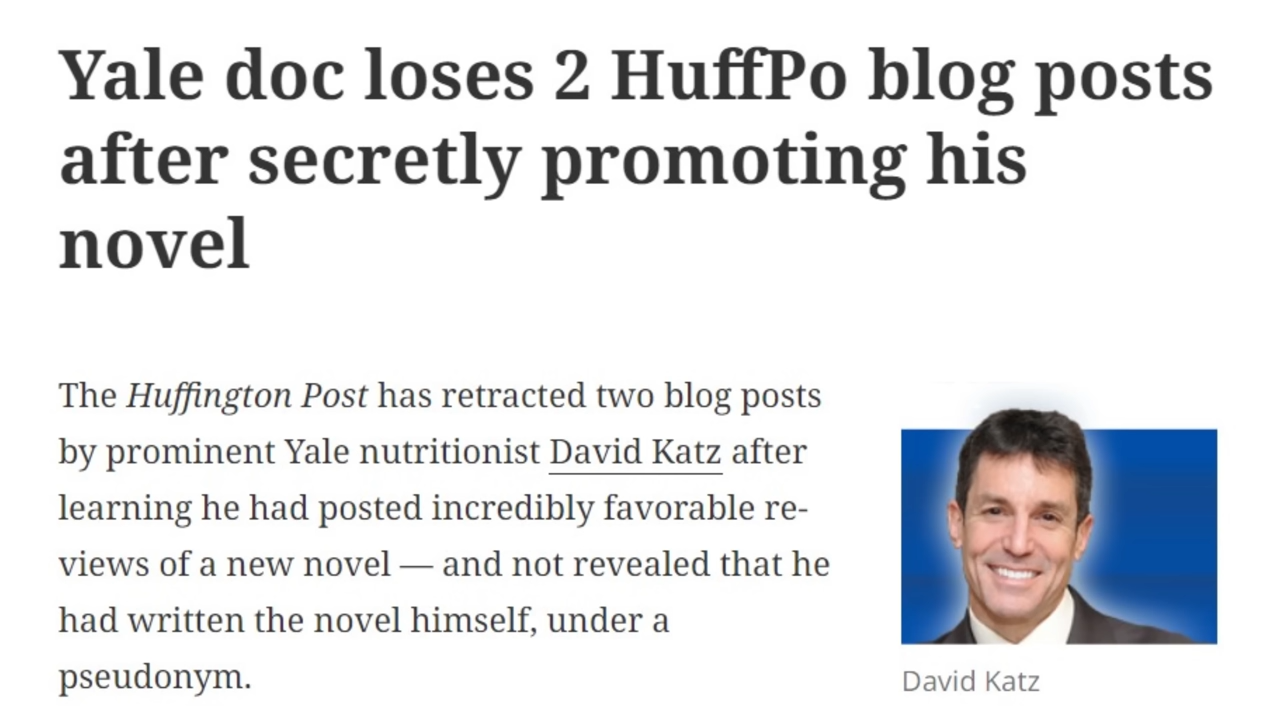 Yale doc loses 2 HuffPo blog posts
after secretly promoting his
novel
The Huffington Post has retracted two blog posts
by prominent Yale nutritionist David Katz after
learning he had posted incredibly favorable re-
views of a new novel — and not revealed that he
had written the novel himself, under a
pseudonym.
David Katz